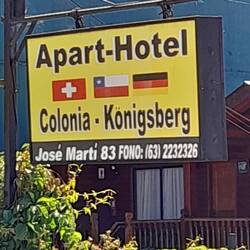 Apart-Hotel
Colonia - Königsberg
José Martí 83 FONO: (63) 2232326